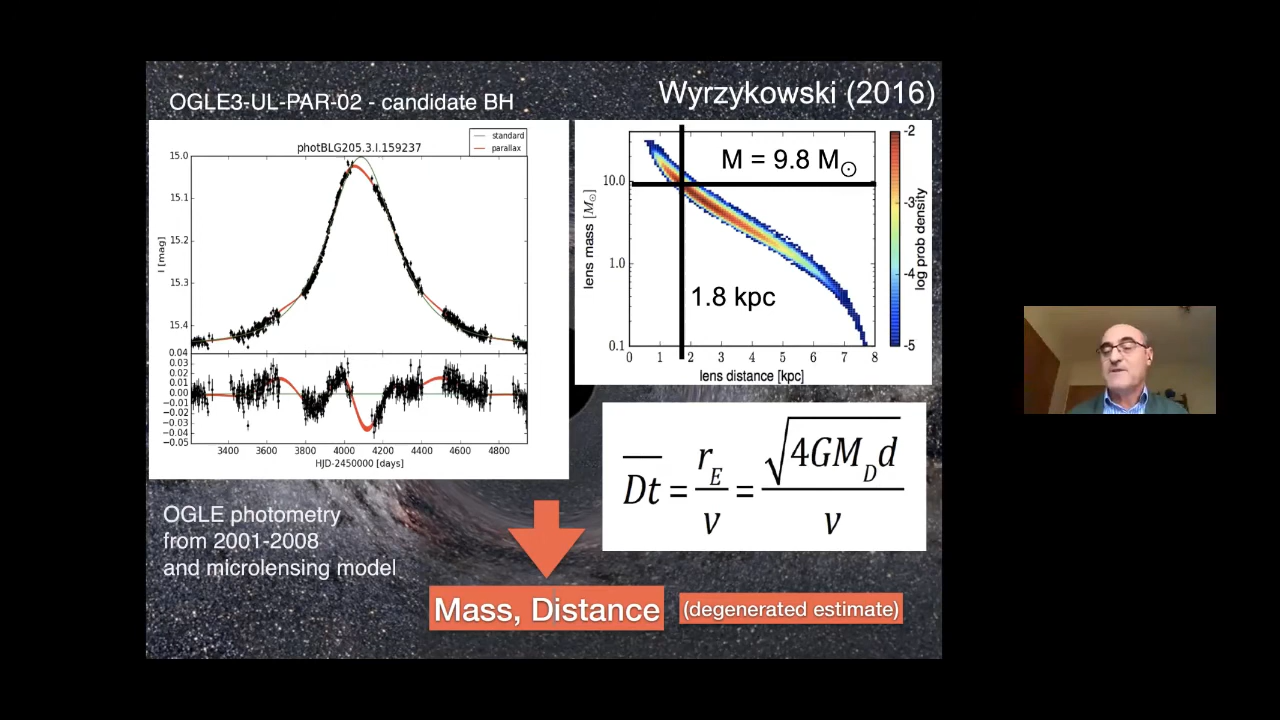 OGLE3-UL-PAR-02 - candidate BH
Wyrzykowski (2016)
standard
parallax
photBLG205.3.I.159237
15.0
15.1
15.2
15.3
15.4
I [mag]
0.04
0.03
0.02
0.01
0.00
−0.01
−0.02
−0.03
−0.04
−0.05
3400 3600 3800 4000 4200 4400 4600 4800
HJD-2450000 [days]
M = 9.8 M☉
1.8 kpc
10.0
1.0
0.1
lens mass [M☉]
0 1 2 3 4 5 6 7 8
lens distance [kpc]
-2
-3
-4
-5
log prob density
Dt = r_E / v = √4GM_D d / v
OGLE photometry
from 2001-2008
and microlensing model
Mass, Distance
(degenerated estimate)